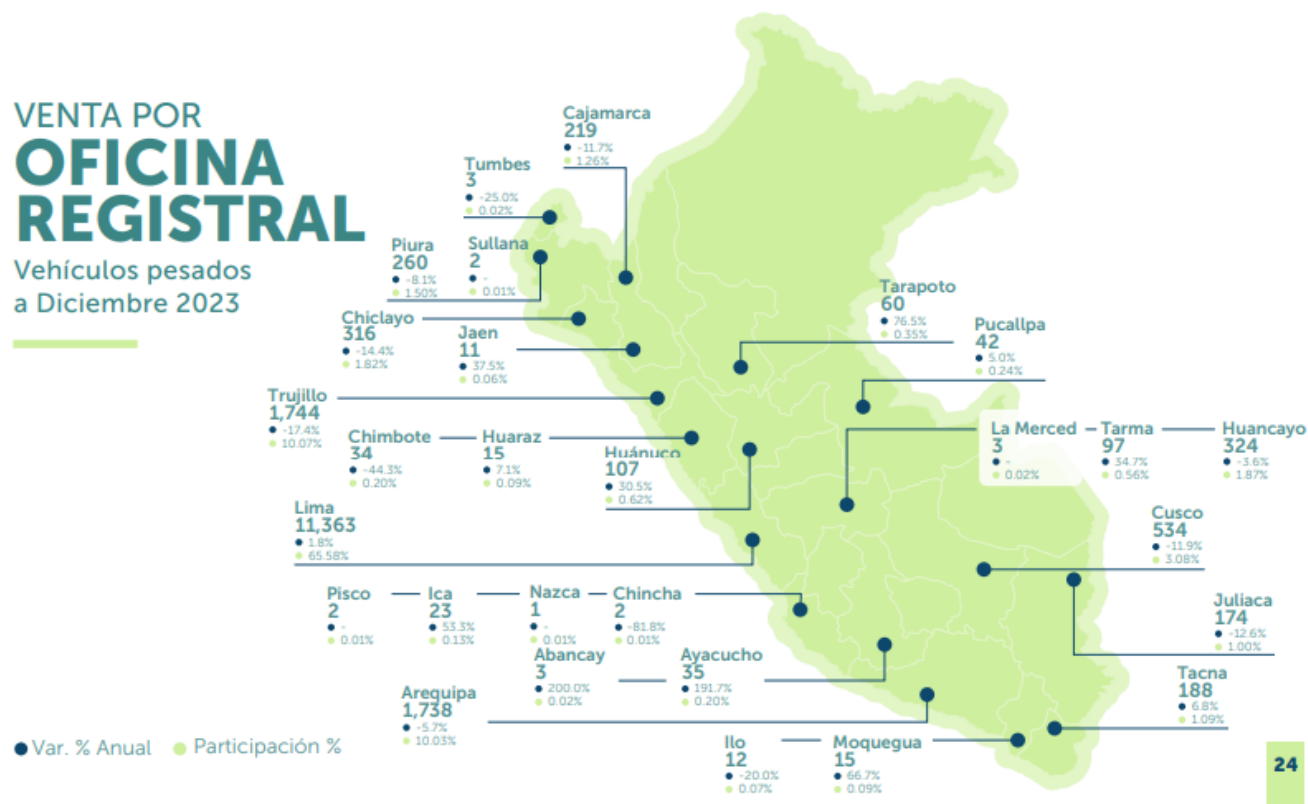 VENTA POR
OFICINA
REGISTRAL
Vehículos pesados
a Diciembre 2023
Cajamarca
219
-11.7%
1.26%
Tumbes
3
-25.0%
0.02%
Piura
260
-8.1%
1.50%
Sullana
2
-
0.01%
Chiclayo
316
-14.4%
1.82%
Jaen
11
37.5%
0.06%
Tarapoto
60
76.5%
0.35%
Pucallpa
42
5.0%
0.24%
Trujillo
1,744
-17.4%
10.07%
Chimbote
34
-44.3%
0.20%
Huaraz
15
7.1%
0.09%
Huánuco
107
30.5%
0.62%
La Merced
3
-
0.02%
Tarma
97
34.7%
0.56%
Huancayo
324
-3.6%
1.87%
Lima
11,363
1.8%
65.58%
Cusco
534
-11.9%
3.08%
Pisco
2
-
0.01%
Ica
23
53.3%
0.13%
Nazca
1
-
0.01%
Chincha
2
-81.8%
0.01%
Juliaca
174
-12.6%
1.00%
Abancay
3
200.0%
0.02%
Ayacucho
35
191.7%
0.20%
Arequipa
1,738
-5.7%
10.03%
Tacna
188
6.8%
1.09%
Ilo
12
-20.0%
0.07%
Moquegua
15
66.7%
0.09%
Var. % Anual
Participación %
24